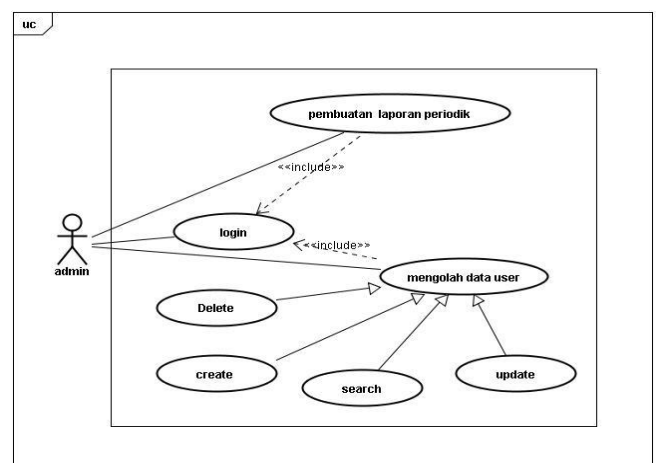 uc
pembuatan laporan periodik
<<include>>
login
<<include>>
admin
mengolah data user
Delete
create
search
update